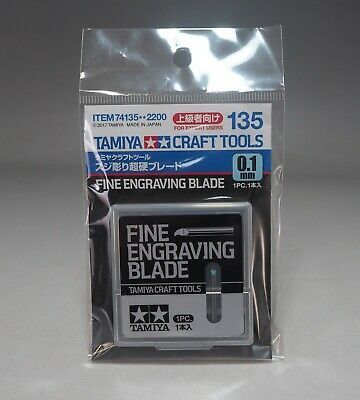 ITEM 74135★★2200
©2017 TAMIYA MADE IN JAPAN
上級者向け
FOR EXPERT USERS
135
TAMIYA ★★ CRAFT TOOLS
タミヤクラフトツール
スジ彫り超硬ブレード
0.1
mm
FINE ENGRAVING BLADE
1PC. 1本入
FINE
ENGRAVING
BLADE
TAMIYA CRAFT TOOLS
★★
TAMIYA
1PC.
1本入